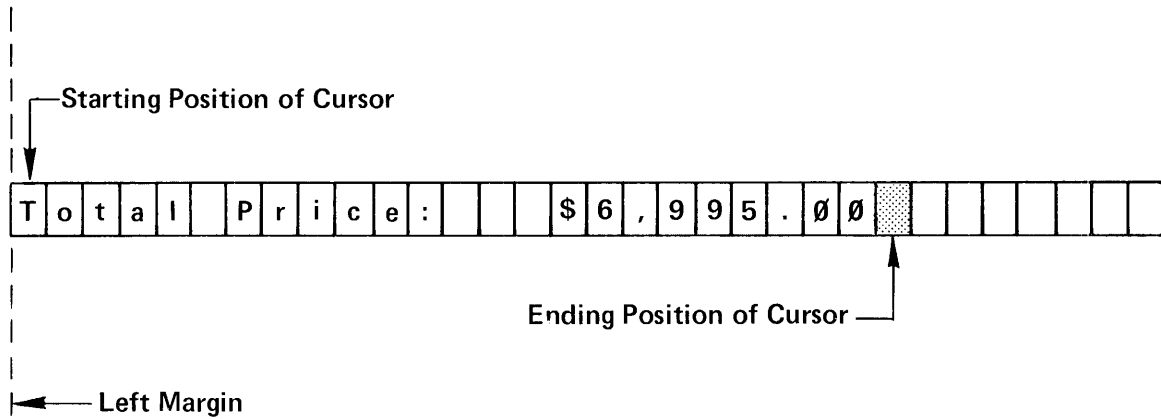 Starting Position of Cursor
Total Price:   $6,995.ØØ
Ending Position of Cursor
Left Margin